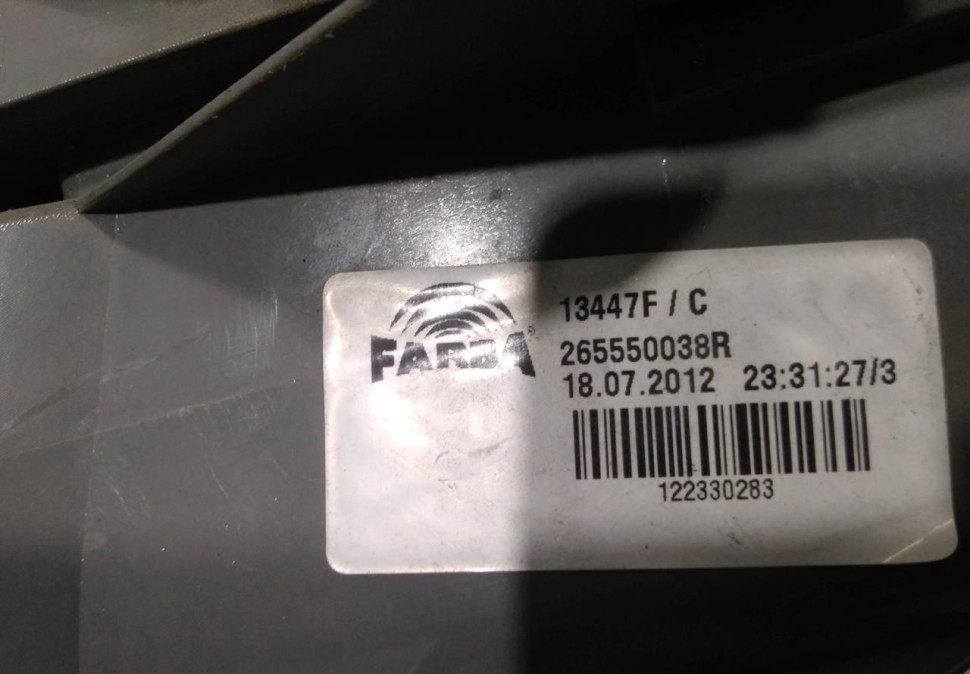 FARBA®
13447F / C
265550038R
18.07.2012 23:31:27/3
122330283